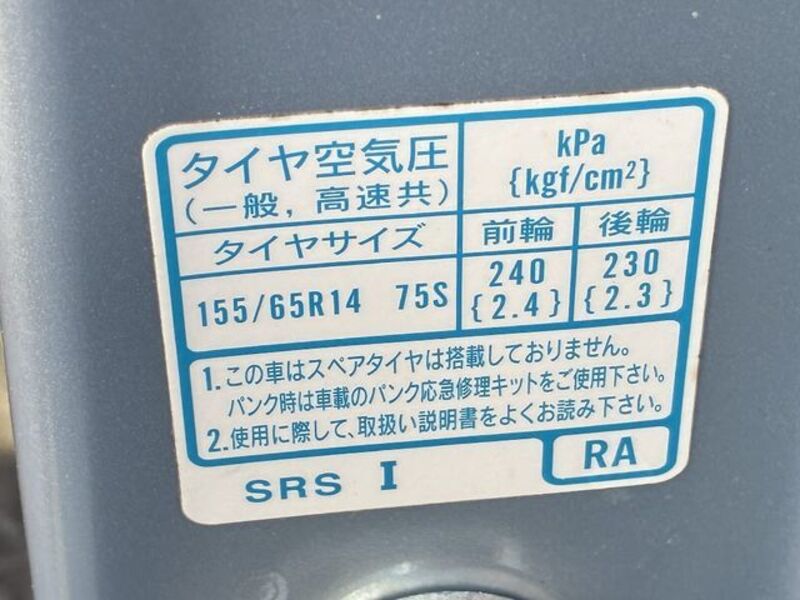 タイヤ空気圧
(一般, 高速共)
kPa
{kgf/cm²}
タイヤサイズ 前輪 後輪
155/65R14 75S 240 230
{2.4} {2.3}
1. この車はスペアタイヤは搭載しておりません。
パンク時は車載のパンク応急修理キットをご使用下さい。
2. 使用に際して、取扱い説明書をよくお読み下さい。
SRS I RA